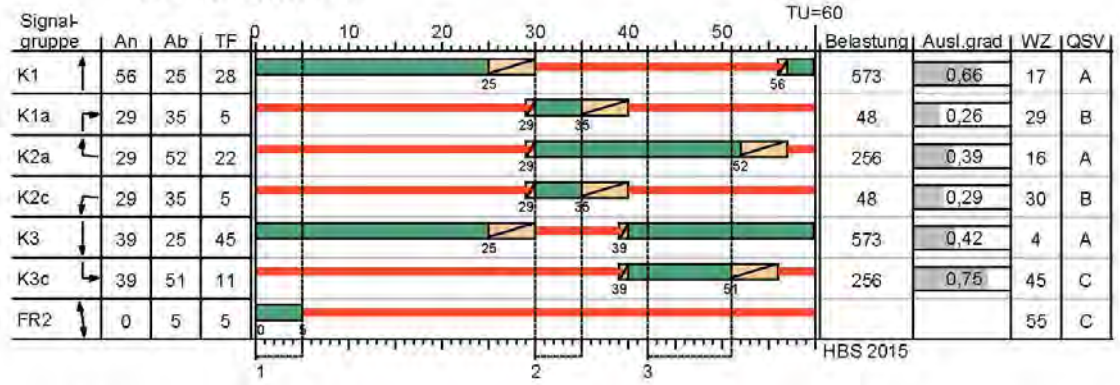 TU=60
Signal-
gruppe An Ab TF 0 10 20 30 40 50 Belastung Ausl.grad WZ QSV
K1 56 25 28 25 56 573 0,66 17 A
K1a 29 35 5 29 35 48 0,26 29 B
K2a 29 52 22 29 52 256 0,39 16 A
K2c 29 35 5 29 35 48 0,29 30 B
K3 39 25 45 25 39 573 0,42 4 A
K3c 39 51 11 39 51 256 0,75 45 C
FR2 0 5 5 0 5 55 C
HBS 2015
1 2 3